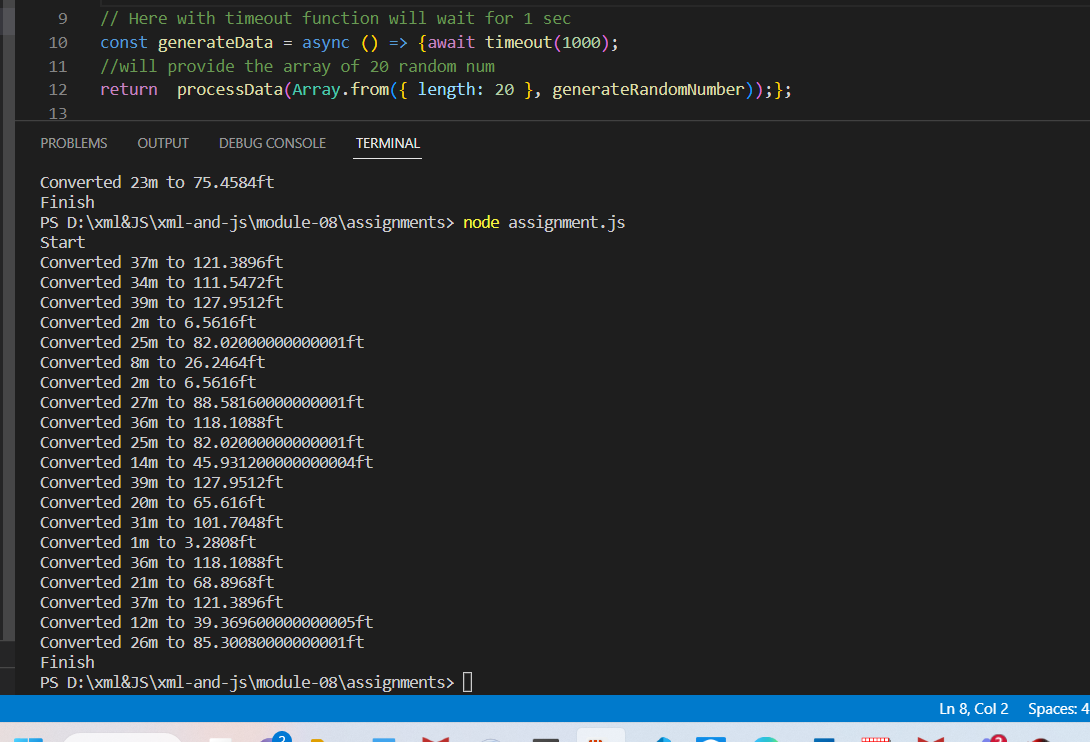 9 // Here with timeout function will wait for 1 sec
10 const generateData = async () => {await timeout(1000);
11 //will provide the array of 20 random num
12 return  processData(Array.from({ length: 20 }, generateRandomNumber));};
13
PROBLEMS OUTPUT DEBUG CONSOLE TERMINAL
Converted 23m to 75.4584ft
Finish
PS D:\xml&JS\xml-and-js\module-08\assignments> node assignment.js
Start
Converted 37m to 121.3896ft
Converted 34m to 111.5472ft
Converted 39m to 127.9512ft
Converted 2m to 6.5616ft
Converted 25m to 82.02000000000001ft
Converted 8m to 26.2464ft
Converted 2m to 6.5616ft
Converted 27m to 88.58160000000001ft
Converted 36m to 118.1088ft
Converted 25m to 82.02000000000001ft
Converted 14m to 45.931200000000004ft
Converted 39m to 127.9512ft
Converted 20m to 65.616ft
Converted 31m to 101.7048ft
Converted 1m to 3.2808ft
Converted 36m to 118.1088ft
Converted 21m to 68.8968ft
Converted 37m to 121.3896ft
Converted 12m to 39.369600000000005ft
Converted 26m to 85.30080000000001ft
Finish
PS D:\xml&JS\xml-and-js\module-08\assignments>
Ln 8, Col 2 Spaces: 4
2